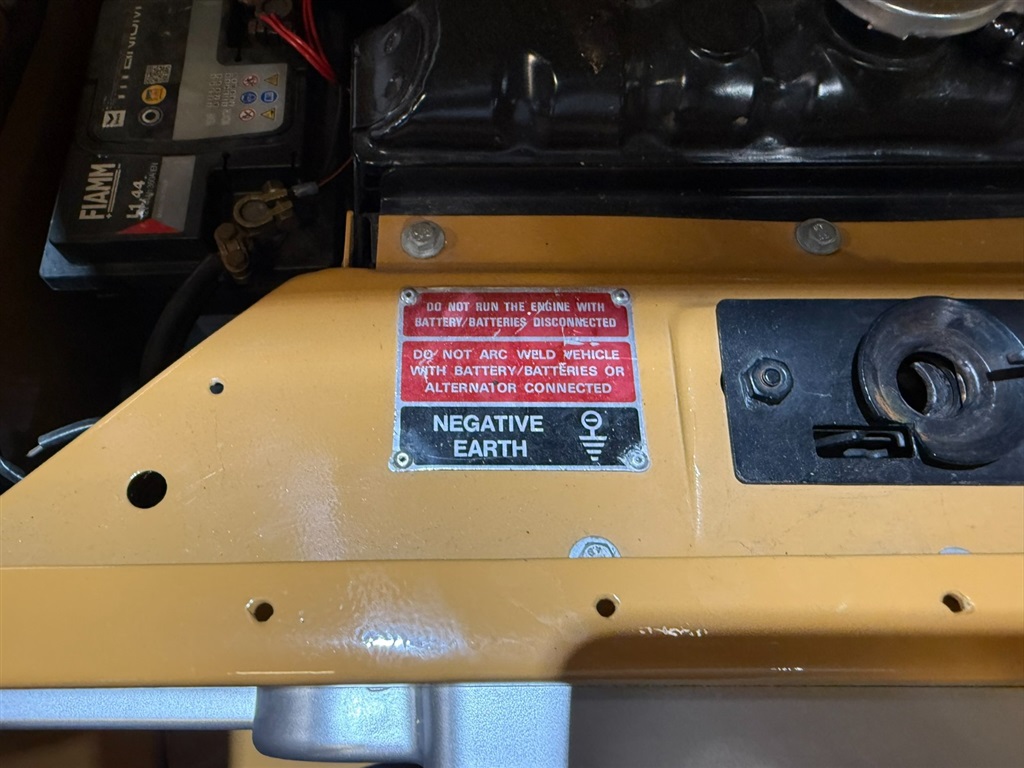 TITANIUM
FIAMM
L1 44
DO NOT RUN THE ENGINE WITH
BATTERY/BATTERIES DISCONNECTED
DO NOT ARC WELD VEHICLE
WITH BATTERY/BATTERIES OR
ALTERNATOR CONNECTED
NEGATIVE
EARTH